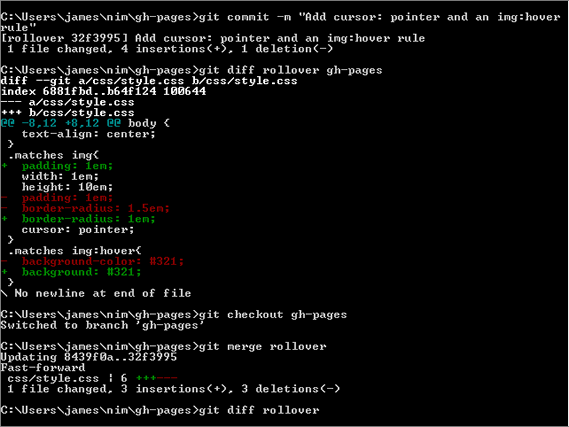 C:\Users\james\nim\gh-pages>git commit -m "Add cursor: pointer and an img:hover
rule"
[rollover 32f3995] Add cursor: pointer and an img:hover rule
 1 file changed, 4 insertions(+), 1 deletion(-)
C:\Users\james\nim\gh-pages>git diff rollover gh-pages
diff --git a/css/style.css b/css/style.css
index 6881fbd..b64f124 100644
--- a/css/style.css
+++ b/css/style.css
@@ -8,12 +8,12 @@ body {
   text-align: center;
 }
 .matches img{
+  padding: 1em;
   width: 1em;
   height: 10em;
-  padding: 1em;
-  border-radius: 1.5em;
+  border-radius: 1em;
   cursor: pointer;
 }
 .matches img:hover{
-  background-color: #321;
+  background: #321;
 }
\ No newline at end of file
C:\Users\james\nim\gh-pages>git checkout gh-pages
Switched to branch 'gh-pages'
C:\Users\james\nim\gh-pages>git merge rollover
Updating 8439f0a..32f3995
Fast-forward
 css/style.css | 6 +++---
 1 file changed, 3 insertions(+), 3 deletions(-)
C:\Users\james\nim\gh-pages>git diff rollover